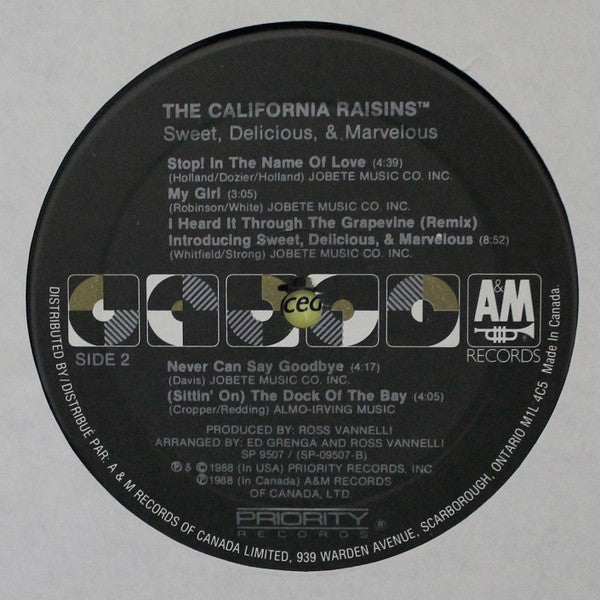 THE CALIFORNIA RAISINS™
Sweet, Delicious, & Marvelous
Stop! In The Name Of Love (4:39)
(Holland/Dozier/Holland) JOBETE MUSIC CO. INC.
My Girl (3:05)
(Robinson/White) JOBETE MUSIC CO. INC.
I Heard It Through The Grapevine (Remix)
Introducing Sweet, Delicious, & Marvelous (8:52)
(Whitfield/Strong) JOBETE MUSIC CO. INC.
A&M
RECORDS
SIDE 2
Never Can Say Goodbye (4:17)
(Davis) JOBETE MUSIC CO. INC.
(Sittin' On) The Dock Of The Bay (4:05)
(Cropper/Redding) ALMO-IRVING MUSIC
PRODUCED BY: ROSS VANNELLI
ARRANGED BY: ED GRENGA AND ROSS VANNELLI
SP 9507 / (SP-09507-B)
℗ & © 1988 (In USA) PRIORITY RECORDS, INC.
℗ 1988 (In Canada) A&M RECORDS
OF CANADA, LTD.
PRIORITY
RECORDS ®
DISTRIBUTED BY/DISTRIBUÉ PAR: A & M RECORDS OF CANADA LIMITED, 939 WARDEN AVENUE, SCARBOROUGH, ONTARIO M1L 4C5 Made In Canada.